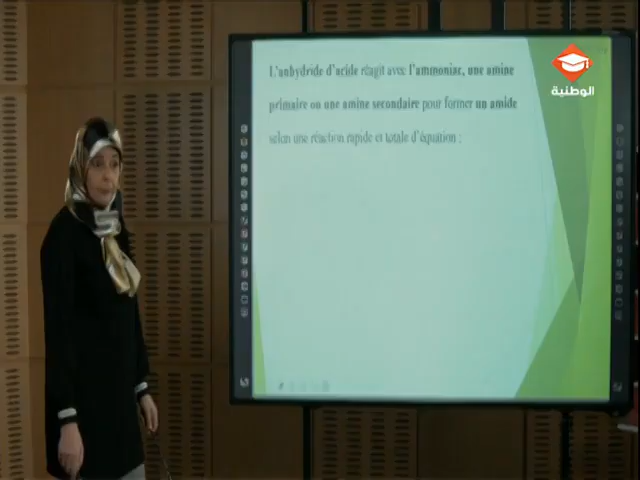 L'anhydride d'acide réagit avec l'ammoniac, une amine
primaire ou une amine secondaire pour former un amide
selon une réaction rapide et totale d'équation :
الوطنية